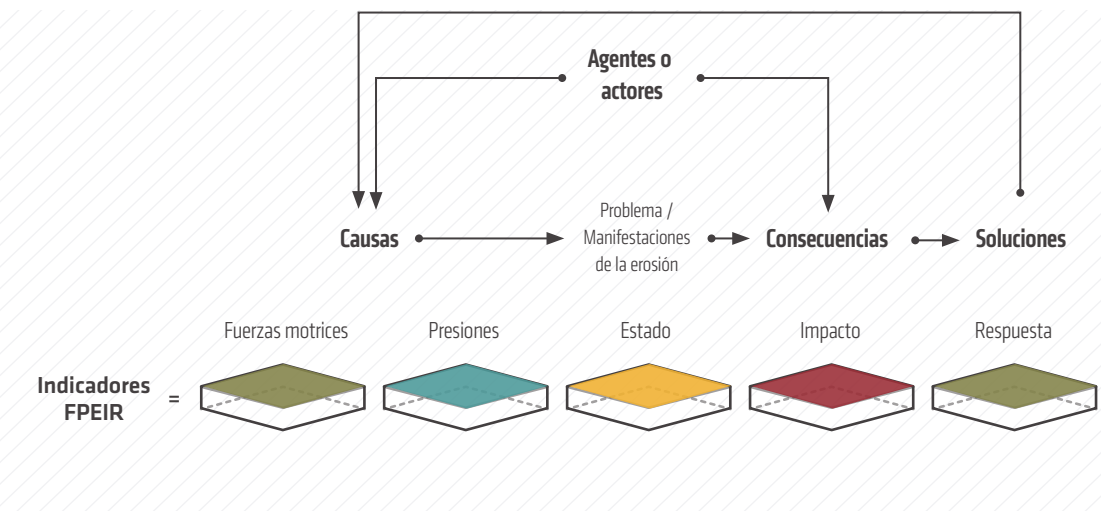 Agentes o
actores
Causas
Problema /
Manifestaciones
de la erosión
Consecuencias
Soluciones
Fuerzas motrices
Presiones
Estado
Impacto
Respuesta
Indicadores
FPEIR
=